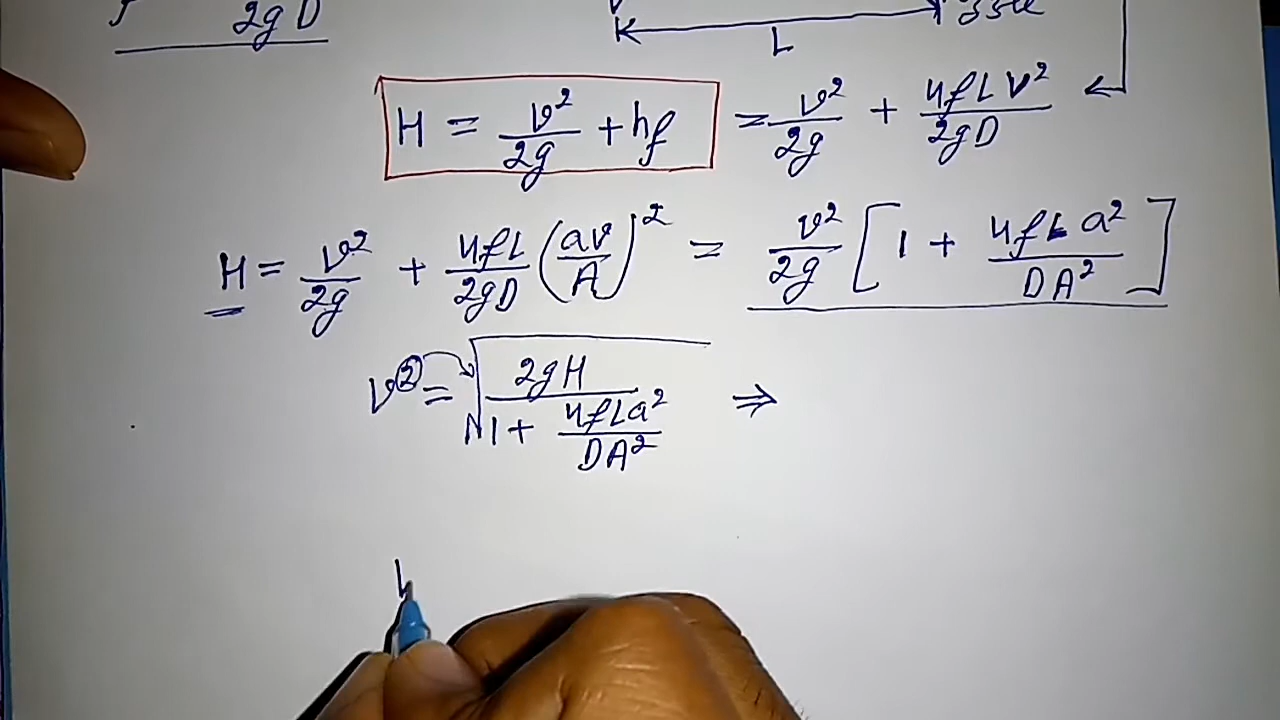 2gD
L
H = v²/2g + hf = v²/2g + 4fLV²/2gD
H = v²/2g + 4fL/2gD (av/A)² = v²/2g [1 + 4fLa²/DA²]
v² = √(2gH / (1 + 4fLa²/DA²)) ⇒